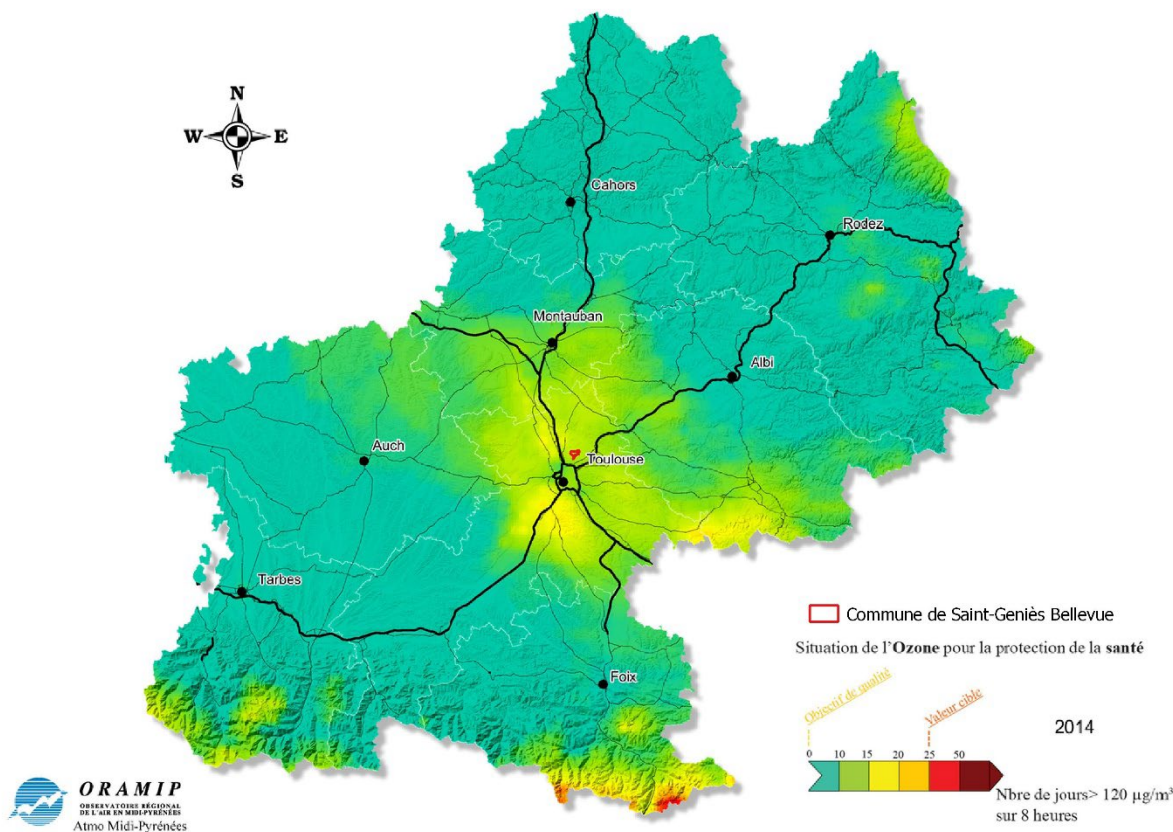 N
W E
S
Cahors
Rodez
Montauban
Albi
Auch
Toulouse
Tarbes
Foix
Commune de Saint-Geniès Bellevue
Situation de l'Ozone pour la protection de la santé
Objectif de qualité
Valeur cible
2014
0 10 15 20 25 50
Nbre de jours> 120 µg/m³
sur 8 heures
ORAMIP
OBSERVATOIRE RÉGIONAL
DE L'AIR EN MIDI-PYRÉNÉES
Atmo Midi-Pyrénées